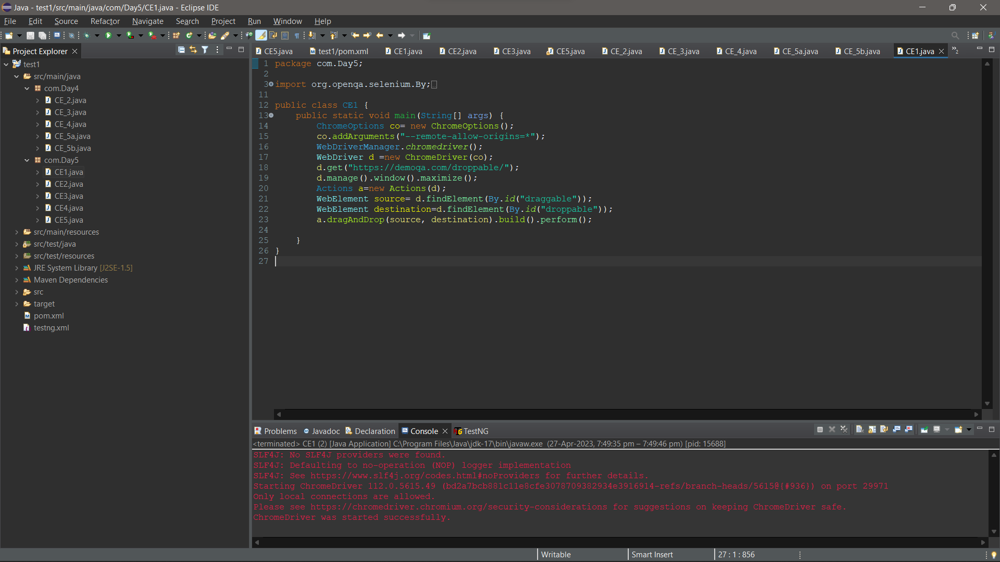 Java - test1/src/main/java/com/Day5/CE1.java - Eclipse IDE
File Edit Source Refactor Navigate Search Project Run Window Help
Project Explorer
test1
src/main/java
com.Day4
CE_2.java
CE_3.java
CE_4.java
CE_5a.java
CE_5b.java
com.Day5
CE1.java
CE2.java
CE3.java
CE4.java
CE5.java
src/main/resources
src/test/java
src/test/resources
JRE System Library [J2SE-1.5]
Maven Dependencies
src
target
pom.xml
testng.xml
CE5.java test1/pom.xml CE1.java CE2.java CE3.java CE5.java CE_2.java CE_3.java CE_4.java CE_5a.java CE_5b.java CE1.java »2
1 package com.Day5;
2
3 import org.openqa.selenium.By;
11
12 public class CE1 {
13     public static void main(String[] args) {
14         ChromeOptions co= new ChromeOptions();
15         co.addArguments("--remote-allow-origins=*");
16         WebDriverManager.chromedriver();
17         WebDriver d =new ChromeDriver(co);
18         d.get("https://demoqa.com/droppable/");
19         d.manage().window().maximize();
20         Actions a=new Actions(d);
21         WebElement source= d.findElement(By.id("draggable"));
22         WebElement destination=d.findElement(By.id("droppable"));
23         a.dragAndDrop(source, destination).build().perform();
24
25     }
26 }
27
Problems Javadoc Declaration Console TestNG
<terminated> CE1 (2) [Java Application] C:\Program Files\Java\jdk-17\bin\javaw.exe (27-Apr-2023, 7:49:35 pm – 7:49:46 pm) [pid: 15688]
SLF4J: No SLF4J providers were found.
SLF4J: Defaulting to no-operation (NOP) logger implementation
SLF4J: See https://www.slf4j.org/codes.html#noProviders for further details.
Starting ChromeDriver 112.0.5615.49 (bd2a7bcb881c11e8cfe3078709382934e3916914-refs/branch-heads/5615@{#936}) on port 29971
Only local connections are allowed.
Please see https://chromedriver.chromium.org/security-considerations for suggestions on keeping ChromeDriver safe.
ChromeDriver was started successfully.
Writable Smart Insert 27 : 1 : 856